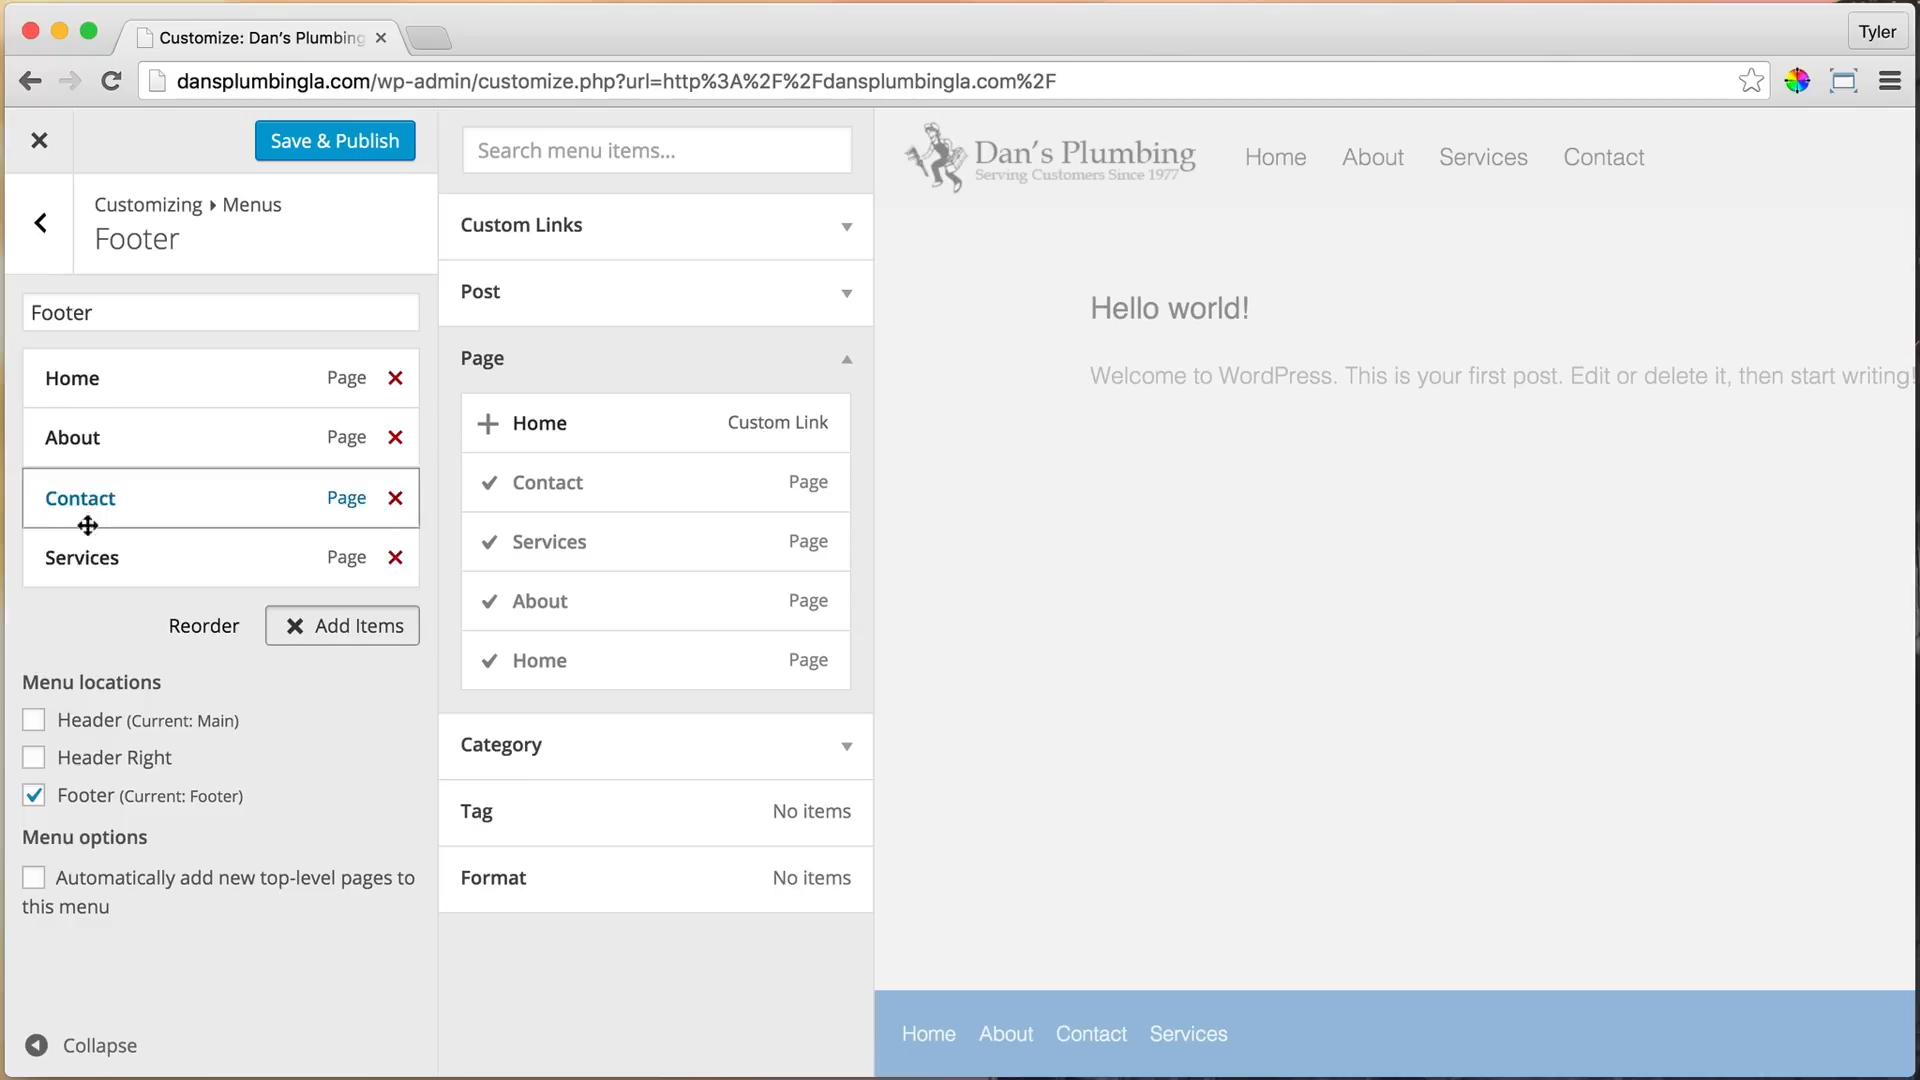 Customize: Dan's Plumbing
Tyler
dansplumbingla.com/wp-admin/customize.php?url=http%3A%2F%2Fdansplumbingla.com%2F
Save & Publish
Customizing ▸ Menus
Footer
Footer
Home Page
About Page
Contact Page
Services Page
Reorder Add Items
Menu locations
Header (Current: Main)
Header Right
Footer (Current: Footer)
Menu options
Automatically add new top-level pages to
this menu
Collapse
Search menu items...
Custom Links
Post
Page
Home Custom Link
Contact Page
Services Page
About Page
Home Page
Category
Tag No items
Format No items
Dan's Plumbing
Serving Customers Since 1977
Home About Services Contact
Hello world!
Welcome to WordPress. This is your first post. Edit or delete it, then start writing!
Home About Contact Services